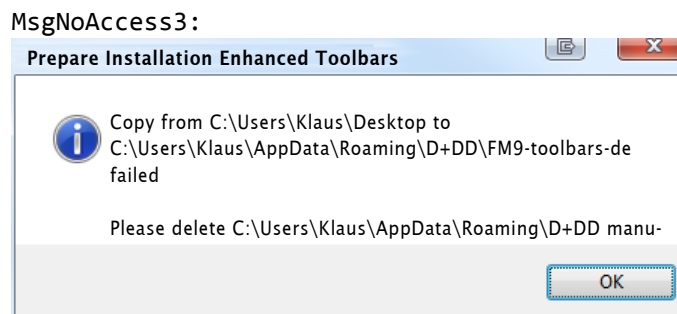 MsgNoAccess3:
Prepare Installation Enhanced Toolbars
Copy from C:\Users\Klaus\Desktop to
C:\Users\Klaus\AppData\Roaming\D+DD\FM9-toolbars-de
failed
Please delete C:\Users\Klaus\AppData\Roaming\D+DD manu-
OK